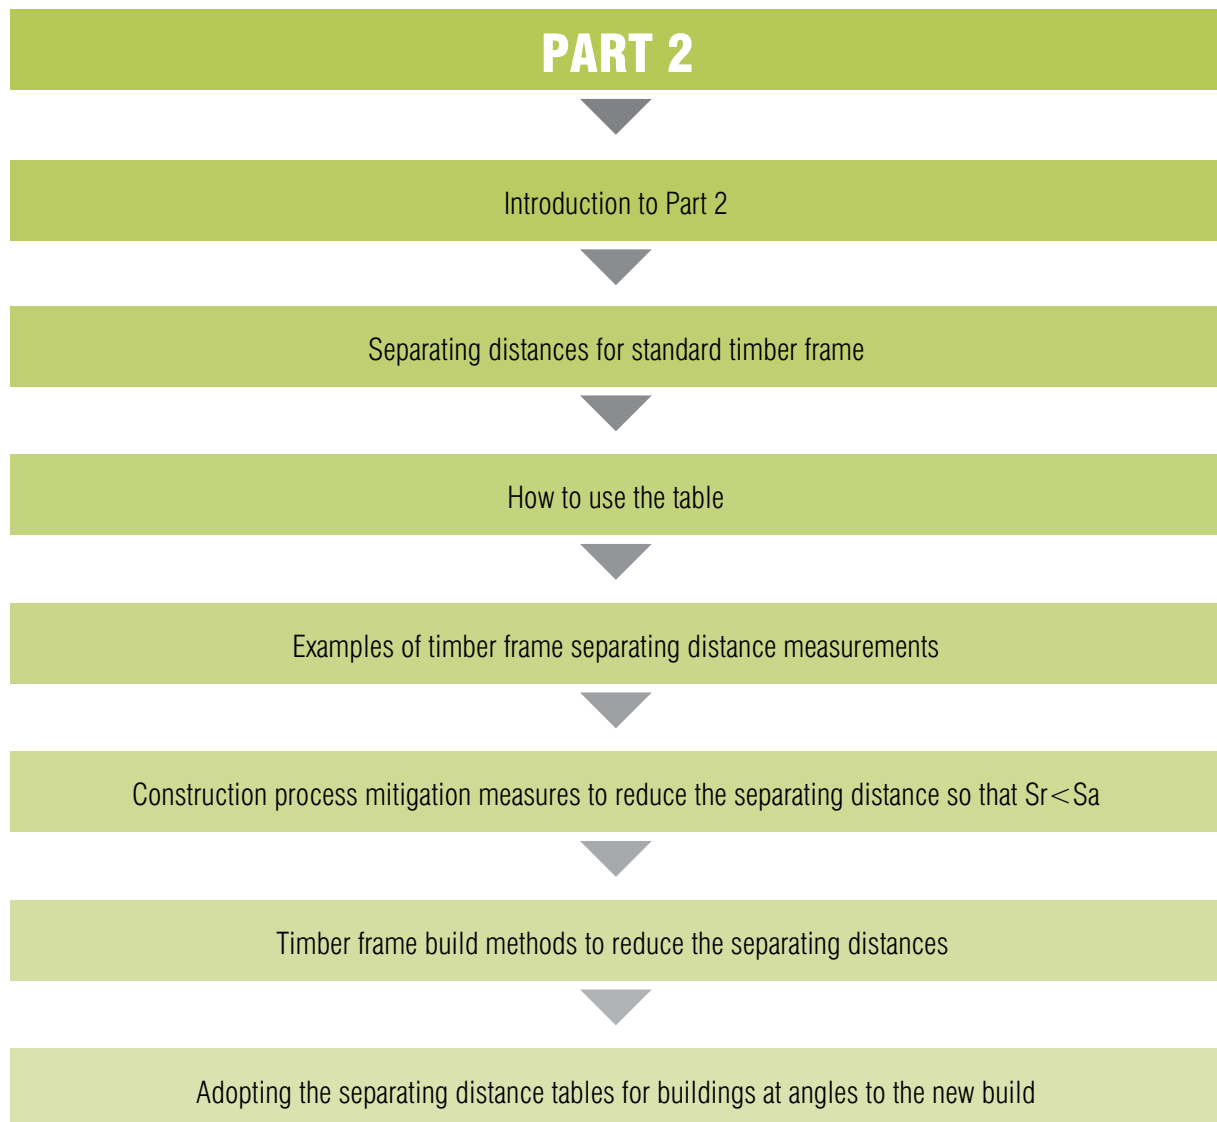 PART 2
Introduction to Part 2
Separating distances for standard timber frame
How to use the table
Examples of timber frame separating distance measurements
Construction process mitigation measures to reduce the separating distance so that Sr<Sa
Timber frame build methods to reduce the separating distances
Adopting the separating distance tables for buildings at angles to the new build